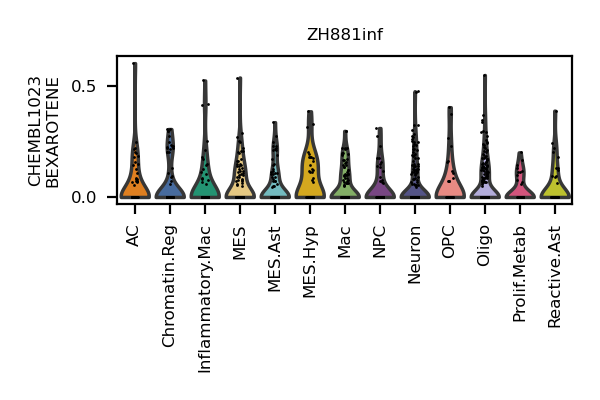 ZH881inf
CHEMBL1023
BEXAROTENE
0.5
0.0
AC
Chromatin.Reg
Inflammatory.Mac
MES
MES.Ast
MES.Hyp
Mac
NPC
Neuron
OPC
Oligo
Prolif.Metab
Reactive.Ast